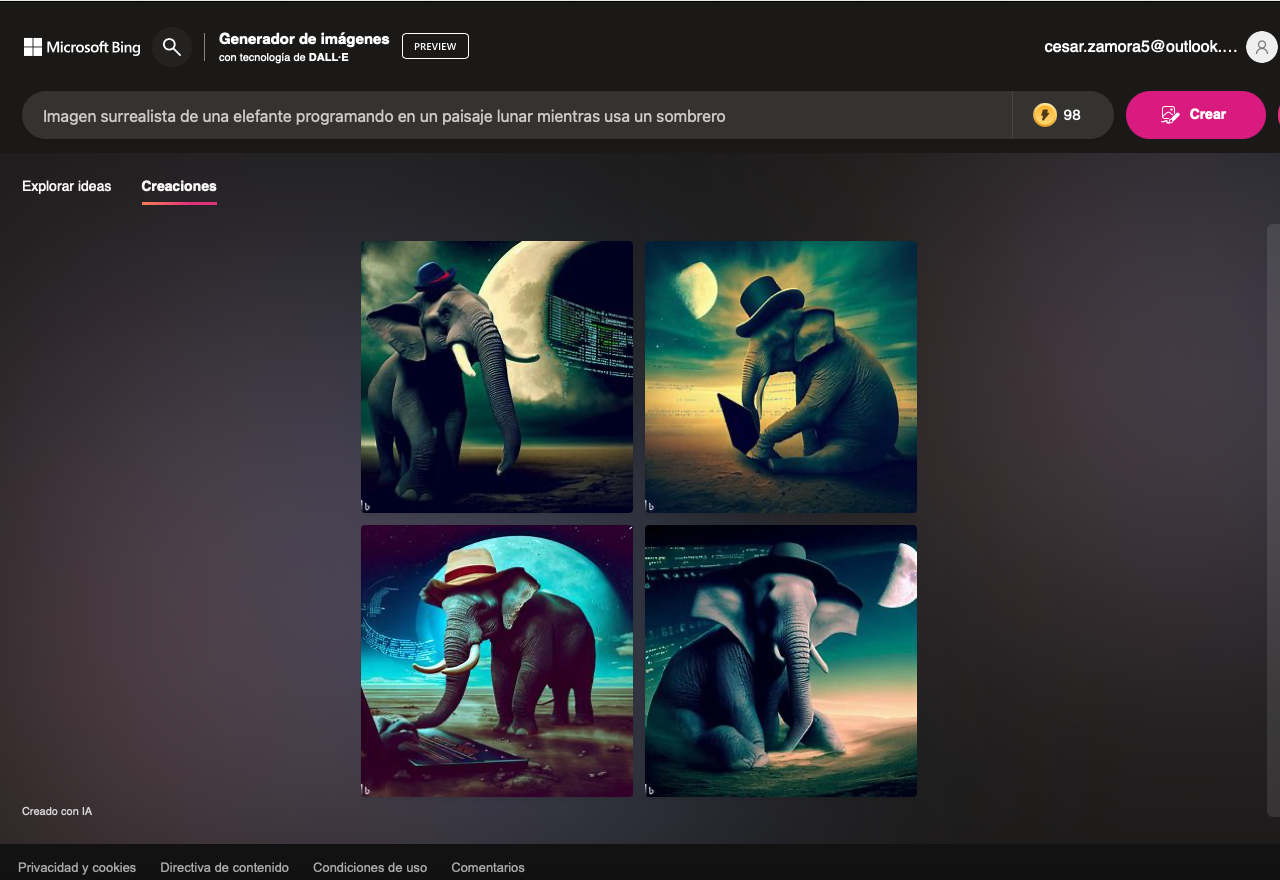 Microsoft Bing
Generador de imágenes
con tecnología de DALL·E
PREVIEW
cesar.zamora5@outlook....
Imagen surrealista de una elefante programando en un paisaje lunar mientras usa un sombrero
98
Crear
Explorar ideas
Creaciones
Creado con IA
Privacidad y cookies
Directiva de contenido
Condiciones de uso
Comentarios